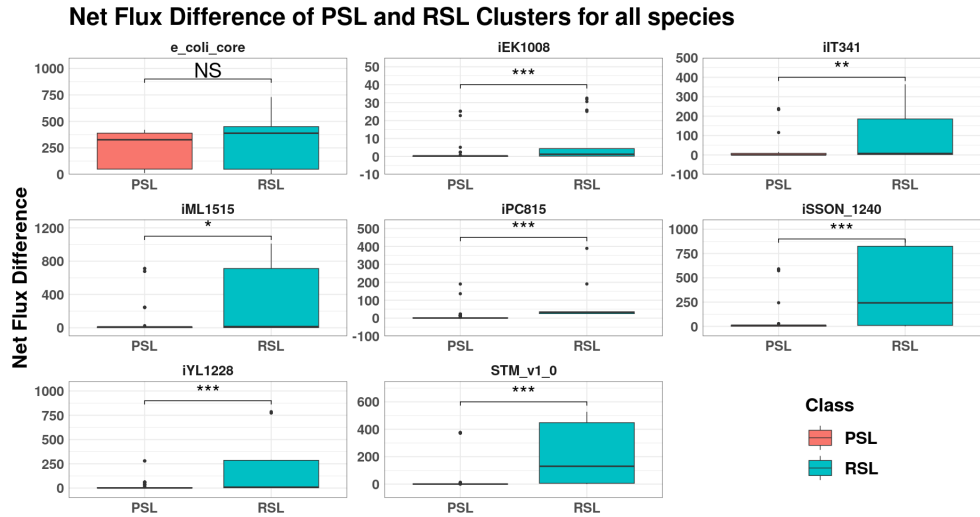 Net Flux Difference of PSL and RSL Clusters for all species
Net Flux Difference
e_coli_core
NS
1000
750
500
250
0
PSL RSL
iEK1008
***
50
40
30
20
10
0
-10
PSL RSL
iIT341
**
500
400
300
200
100
0
-100
PSL RSL
iML1515
*
1200
800
400
0
PSL RSL
iPC815
***
500
400
300
200
100
0
-100
PSL RSL
iSSON_1240
***
1000
750
500
250
0
PSL RSL
iYL1228
***
1000
750
500
250
0
PSL RSL
STM_v1_0
***
600
400
200
0
PSL RSL
Class
PSL
RSL